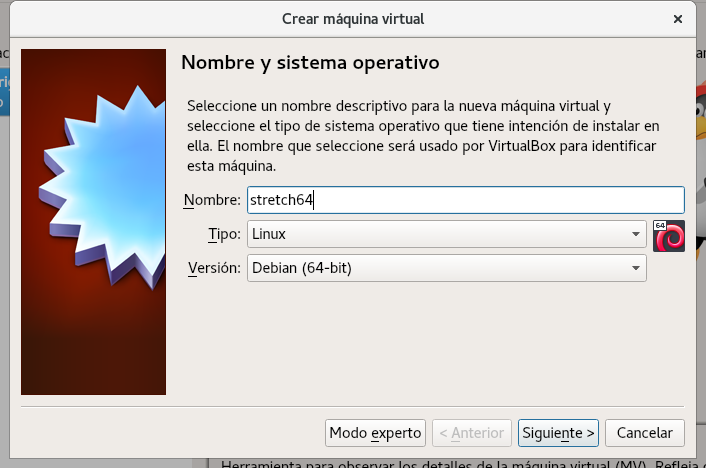 Crear máquina virtual
Nombre y sistema operativo
Seleccione un nombre descriptivo para la nueva máquina virtual y
seleccione el tipo de sistema operativo que tiene intención de instalar en
ella. El nombre que seleccione será usado por VirtualBox para identificar
esta máquina.
Nombre: stretch64
Tipo: Linux
64
Versión: Debian (64-bit)
Modo experto < Anterior Siguiente > Cancelar
Herramienta para observar los detalles de la máquina virtual (MV). Refleja